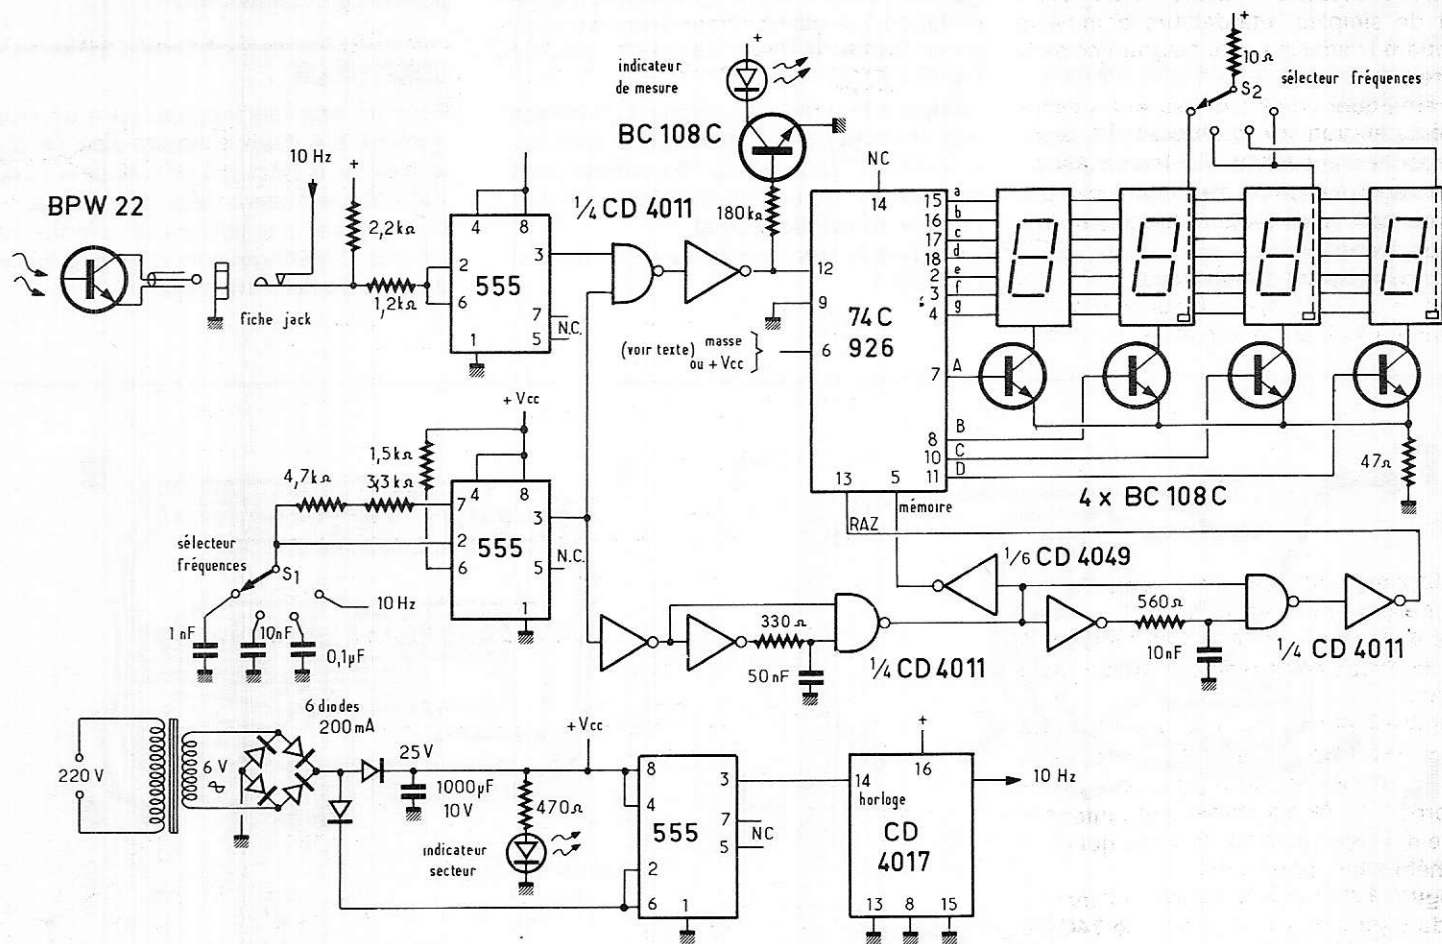 de simplic
+
10Ω
S2
sélecteur fréquences
+
indicateur
de mesure
BC 108 C
180 kΩ
10 Hz
+
BPW 22
2,2 kΩ
1,2 kΩ
fiche jack
4 8
2 3
6 555
7 N.C.
5
1
1/4 CD 4011
NC
14
12
9
6
74 C
926
(voir texte) masse
ou + Vcc
15 a
16 b
17 c
18 d
2 e
3 f
4 g
7 A
8 B
10 C
11 D
13 5
RAZ
mémoire
4 x BC 108 C
47Ω
+ Vcc
1,5 kΩ
4,7 kΩ
3,3 kΩ
4 8
7
2 3
6 555
5 N.C.
1
sélecteur
fréquences
S1
10 Hz
1 nF
10nF
0,1µF
1/6 CD 4049
330 Ω
50 nF
1/4 CD 4011
560 Ω
10nF
1/4 CD 4011
6 diodes
200 mA
220 V
6 V
25 V
1000µF
10 V
+ Vcc
470Ω
indicateur
secteur
8 3
4
555
7 NC
5
2
6 1
+
14 16
horloge
CD
4017
13 8 15
10 Hz